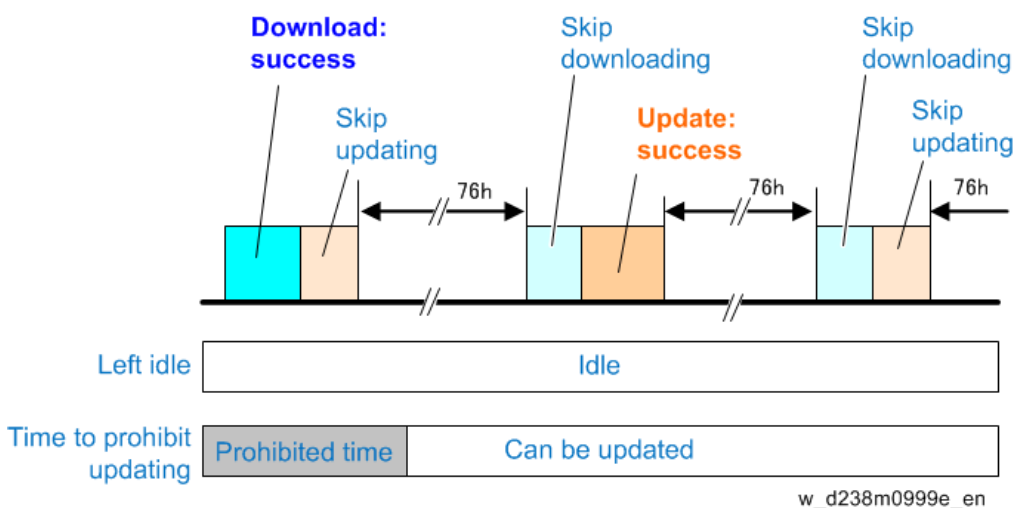 Download:
success
Skip
downloading
Skip
downloading
Skip
updating
Update:
success
Skip
updating
76h
76h
76h
Left idle
Idle
Time to prohibit
updating
Prohibited time
Can be updated
w_d238m0999e_en